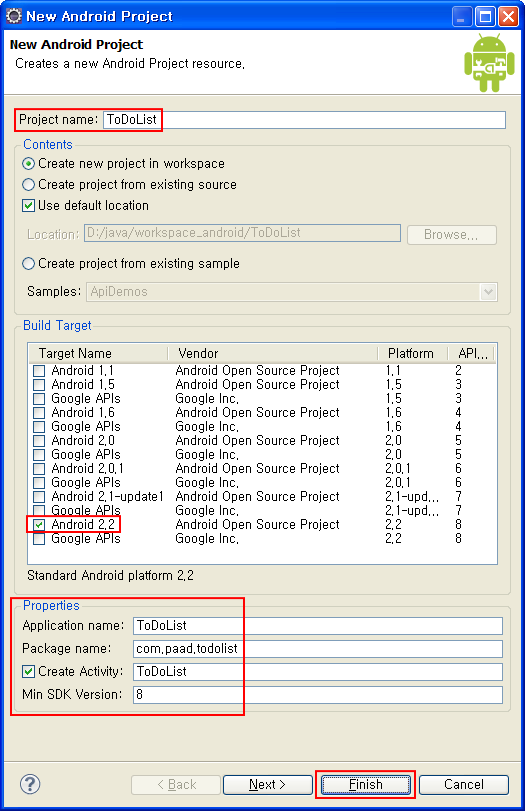 New Android Project
New Android Project
Creates a new Android Project resource.
Project name: ToDoList
Contents
Create new project in workspace
Create project from existing source
Use default location
Location: D:/java/workspace_android/ToDoList Browse...
Create project from existing sample
Samples: ApiDemos
Build Target
Target Name Vendor Platform API...
Android 1.1 Android Open Source Project 1.1 2
Android 1.5 Android Open Source Project 1.5 3
Google APIs Google Inc. 1.5 3
Android 1.6 Android Open Source Project 1.6 4
Google APIs Google Inc. 1.6 4
Android 2.0 Android Open Source Project 2.0 5
Google APIs Google Inc. 2.0 5
Android 2.0.1 Android Open Source Project 2.0.1 6
Google APIs Google Inc. 2.0.1 6
Android 2.1-update1 Android Open Source Project 2.1-upd... 7
Google APIs Google Inc. 2.1-upd... 7
Android 2.2 Android Open Source Project 2.2 8
Google APIs Google Inc. 2.2 8
Standard Android platform 2.2
Properties
Application name: ToDoList
Package name: com.paad.todolist
Create Activity: ToDoList
Min SDK Version: 8
? < Back Next > Finish Cancel